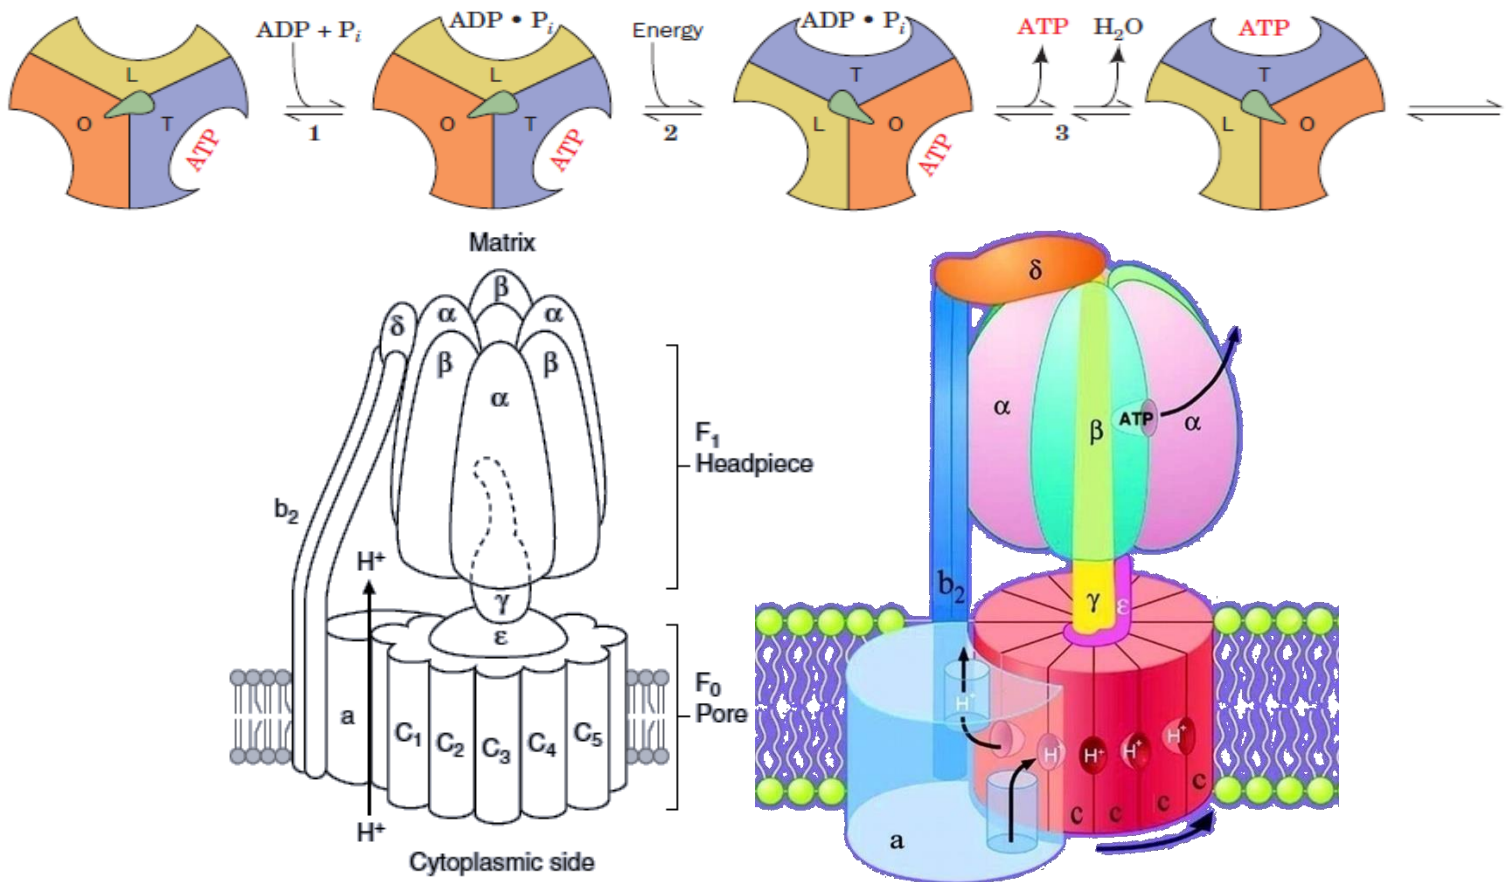 ADP + Pi
ADP • Pi
Energy
ADP • Pi
ATP
H₂O
ATP
L
O
T
ATP
1
L
O
T
ATP
2
T
L
O
ATP
3
T
L
O
Matrix
β
α
α
δ
β
β
α
F₁
Headpiece
b₂
H⁺
γ
ε
F₀
Pore
a
C₁
C₂
C₃
C₄
C₅
H⁺
Cytoplasmic side
δ
α
β
ATP
α
b₂
γ
ε
H⁺
H⁺
H⁺
H⁺
H⁺
c
c
c
c
a